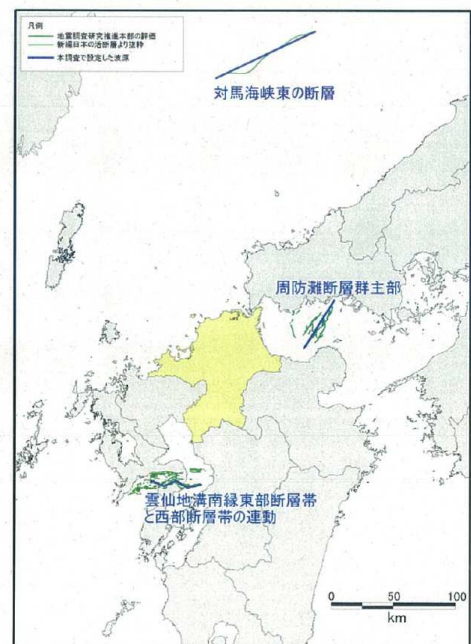 凡例
地震調査研究推進本部の評価
新編日本の活断層より抜粋
本調査で設定した波源
対馬海峡東の断層
周防灘断層群主部
雲仙地溝南縁東部断層帯
と西部断層帯の連動
0 50 100
km